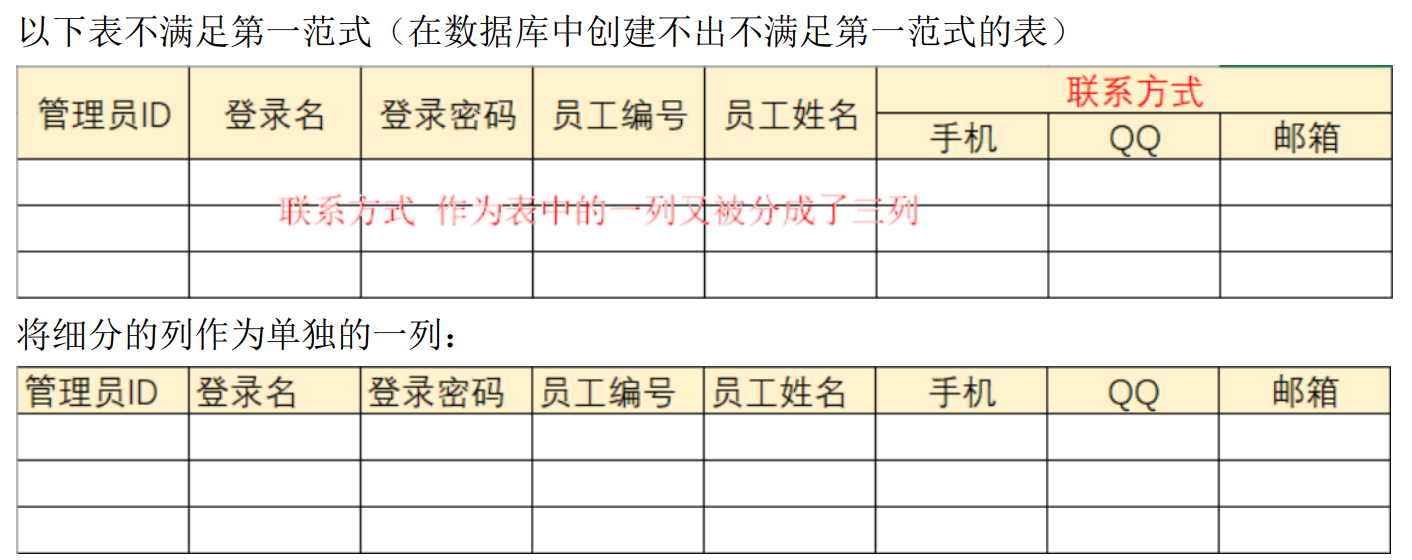 以下表不满足第一范式（在数据库中创建不出不满足第一范式的表）
管理员ID 登录名 登录密码 员工编号 员工姓名 联系方式
手机 QQ 邮箱
联系方式 作为表中的一列又被分成了三列
将细分的列作为单独的一列：
管理员ID 登录名 登录密码 员工编号 员工姓名 手机 QQ 邮箱